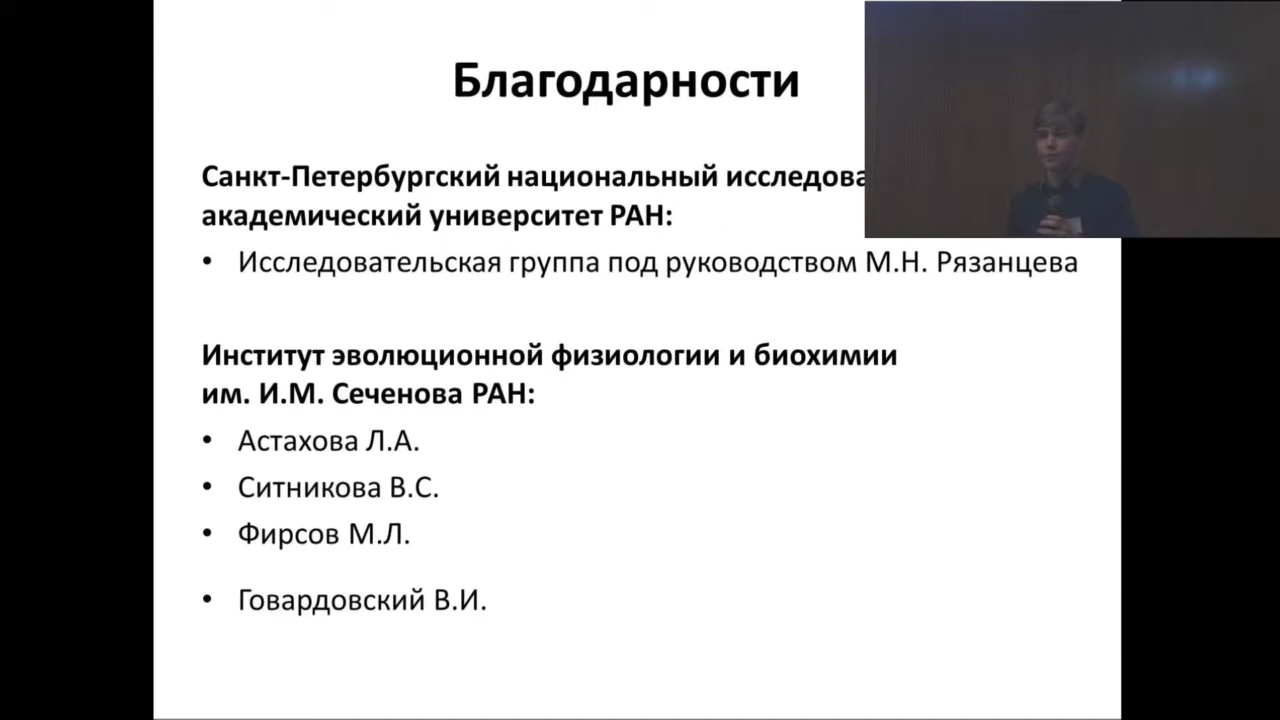 Благодарности
Санкт-Петербургский национальный
академический университет РАН:
• Исследовательская группа под руководством М.Н. Рязанцева
Институт эволюционной физиологии и биохимии
им. И.М. Сеченова РАН:
• Астахова Л.А.
• Ситникова В.С.
• Фирсов М.Л.
• Говардовский В.И.